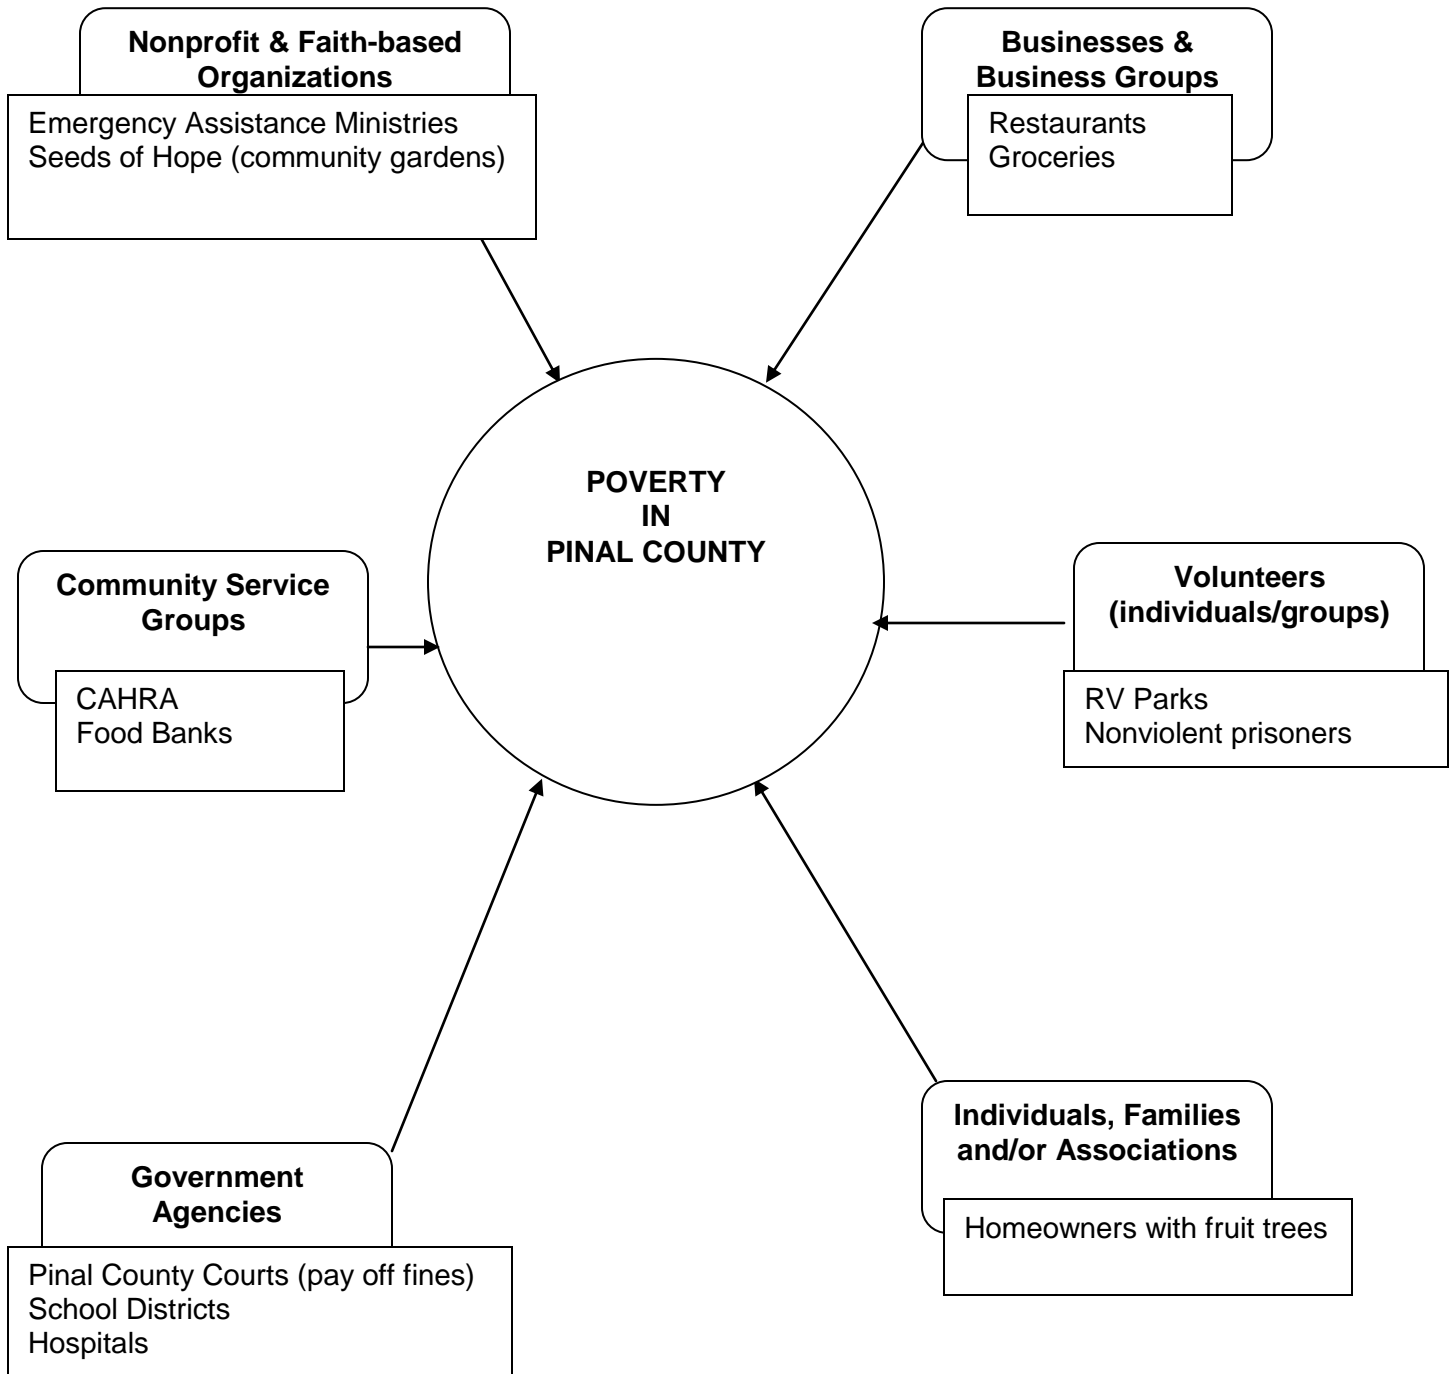 Nonprofit & Faith-based
Organizations
Emergency Assistance Ministries
Seeds of Hope (community gardens)
Businesses &
Business Groups
Restaurants
Groceries
POVERTY
IN
PINAL COUNTY
Community Service
Groups
CAHRA
Food Banks
Volunteers
(individuals/groups)
RV Parks
Nonviolent prisoners
Government
Agencies
Pinal County Courts (pay off fines)
School Districts
Hospitals
Individuals, Families
and/or Associations
Homeowners with fruit trees